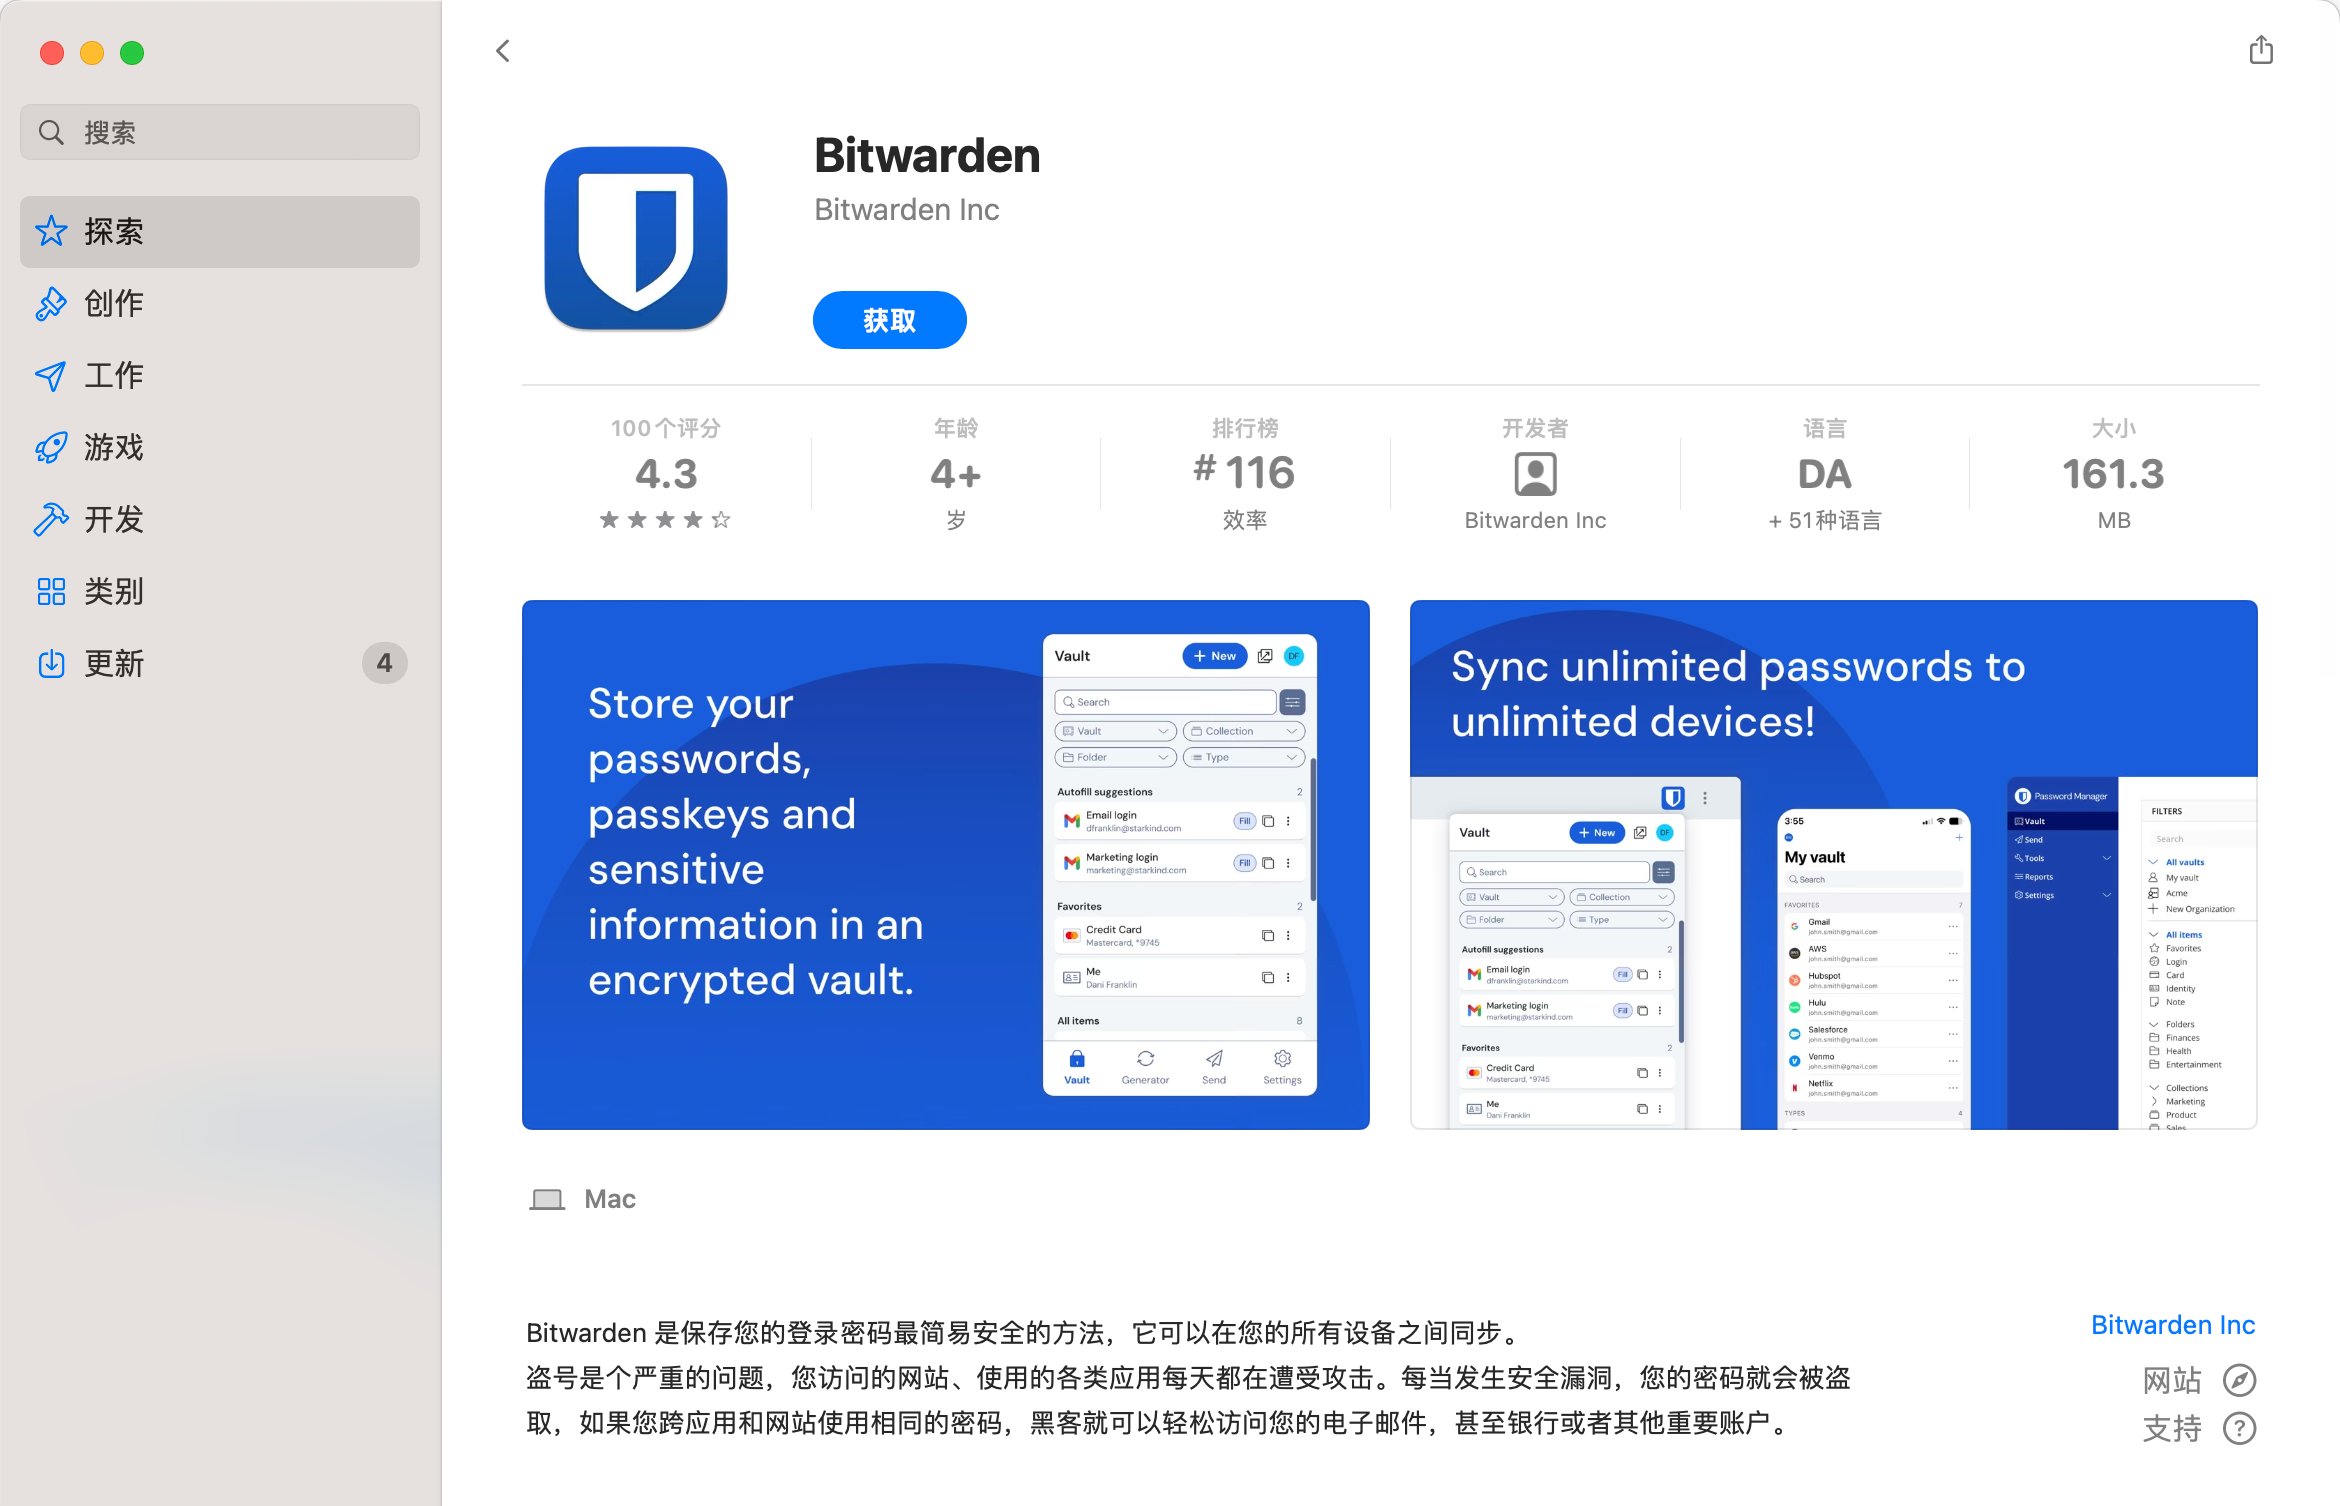 搜索
探索
创作
工作
游戏
开发
类别
更新
4
Bitwarden
Bitwarden Inc
获取
100个评分
4.3
年龄
4+
岁
排行榜
#116
效率
开发者
Bitwarden Inc
语言
DA
+ 51种语言
大小
161.3
MB
Store your
passwords,
passkeys and
sensitive
information in an
encrypted vault.
Vault
New
DF
Search
Vault
Collection
Folder
Type
Autofill suggestions 2
Email login
dfranklin@starkind.com
Fill
Marketing login
marketing@starkind.com
Fill
Favorites 2
Credit Card
Mastercard, *9745
Me
Dani Franklin
All items 8
Vault
Generator
Send
Settings
Sync unlimited passwords to
unlimited devices!
Vault
New
DF
Search
Vault
Collection
Folder
Type
Autofill suggestions 2
Email login
dfranklin@starkind.com
Fill
Marketing login
marketing@starkind.com
Fill
Favorites 2
Credit Card
Mastercard, *9745
Me
Dani Franklin
3:55
My vault
Search
FAVORITES 7
Gmail
john.smith@gmail.com
AWS
john.smith@gmail.com
Hubspot
john.smith@gmail.com
Hulu
john.smith@gmail.com
Salesforce
john.smith@gmail.com
Venmo
john.smith@gmail.com
Netflix
john.smith@gmail.com
TYPES 4
Password Manager
Vault
Send
Tools
Reports
Settings
FILTERS
Search
All vaults
My vault
Acme
New Organization
All items
Favorites
Login
Card
Identity
Note
Folders
Finances
Health
Entertainment
Collections
Marketing
Product
Sales
Mac
Bitwarden 是保存您的登录密码最简易安全的方法，它可以在您的所有设备之间同步。
盗号是个严重的问题，您访问的网站、使用的各类应用每天都在遭受攻击。每当发生安全漏洞，您的密码就会被盗
取，如果您跨应用和网站使用相同的密码，黑客就可以轻松访问您的电子邮件，甚至银行或者其他重要账户。
Bitwarden Inc
网站
支持